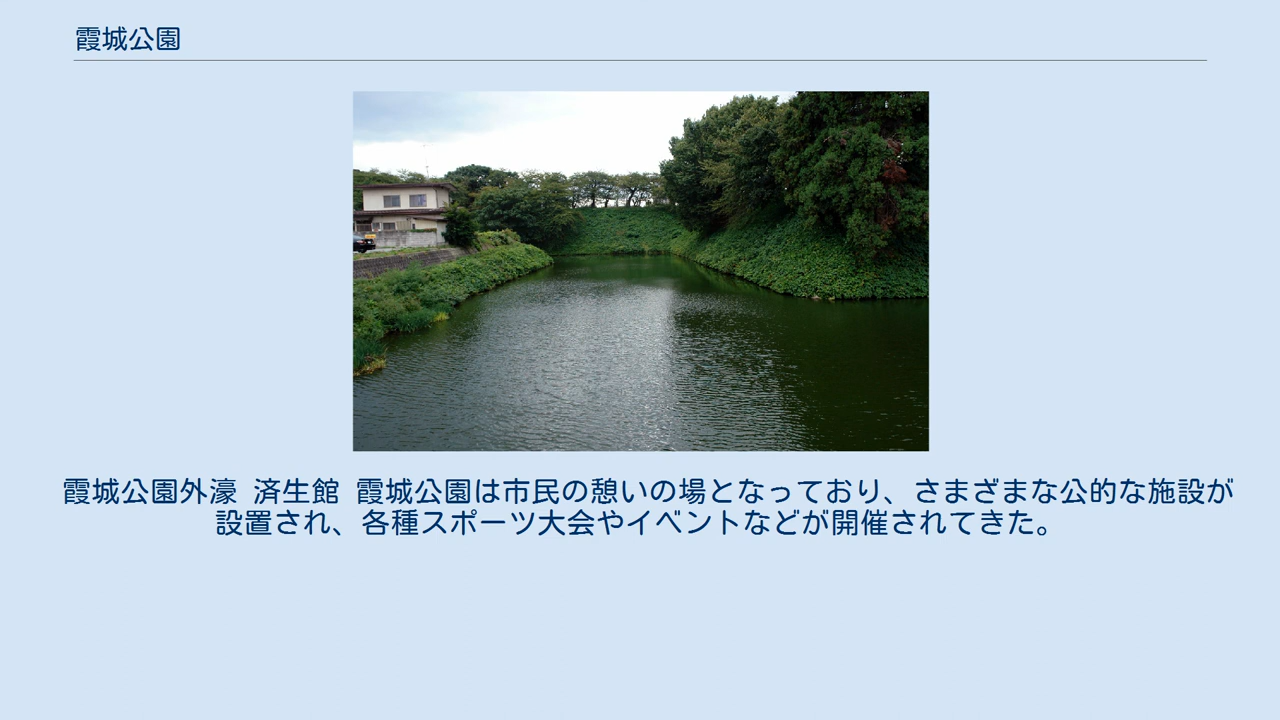 霞城公園
霞城公園外濠 済生館 霞城公園は市民の憩いの場となっており、さまざまな公的な施設が
設置され、各種スポーツ大会やイベントなどが開催されてきた。